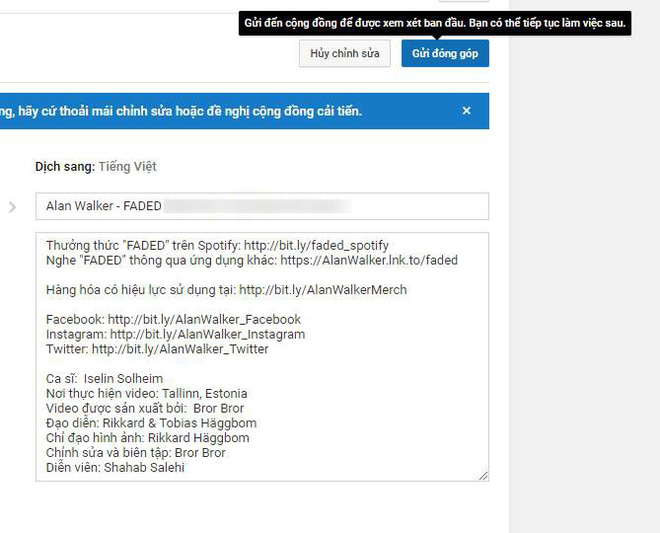 Gửi đến cộng đồng để được xem xét ban đầu. Bạn có thể tiếp tục làm việc sau.
Hủy chỉnh sửa
Gửi đóng góp
ng, hãy cứ thoải mái chỉnh sửa hoặc đề nghị cộng đồng cải tiến.
×
Dịch sang: Tiếng Việt
Alan Walker - FADED
Thưởng thức "FADED" trên Spotify: http://bit.ly/faded_spotify
Nghe "FADED" thông qua ứng dụng khác: https://AlanWalker.lnk.to/faded
Hàng hóa có hiệu lực sử dụng tại: http://bit.ly/AlanWalkerMerch
Facebook: http://bit.ly/AlanWalker_Facebook
Instagram: http://bit.ly/AlanWalker_Instagram
Twitter: http://bit.ly/AlanWalker_Twitter
Ca sĩ:  Iselin Solheim
Nơi thực hiện video: Tallinn, Estonia
Video được sản xuất bởi:  Bror Bror
Đạo diễn: Rikkard & Tobias Häggbom
Chỉ đạo hình ảnh: Rikkard Häggbom
Chỉnh sửa và biên tập: Bror Bror
Diễn viên: Shahab Salehi